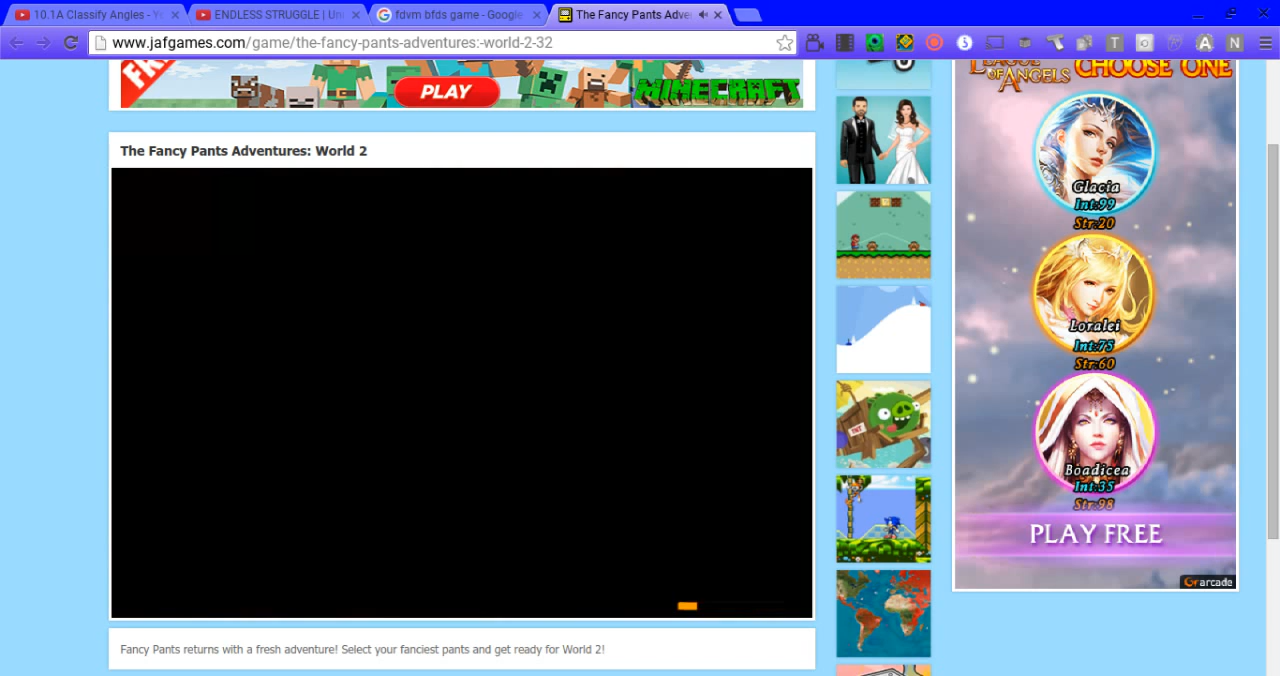 10.1A Classify Angles - Y
ENDLESS STRUGGLE | Un
fdvm bfds game - Google
The Fancy Pants Adve
www.jafgames.com/game/the-fancy-pants-adventures:-world-2-32
T
A
N
PLAY
MINECRAFT
LEAGUE OF ANGELS CHOOSE ONE
The Fancy Pants Adventures: World 2
Glacia
Int:99
Str:20
Loralei
Int:75
Str:60
TNT
Boadicea
Int:35
Str:98
PLAY FREE
arcade
Fancy Pants returns with a fresh adventure! Select your fanciest pants and get ready for World 2!